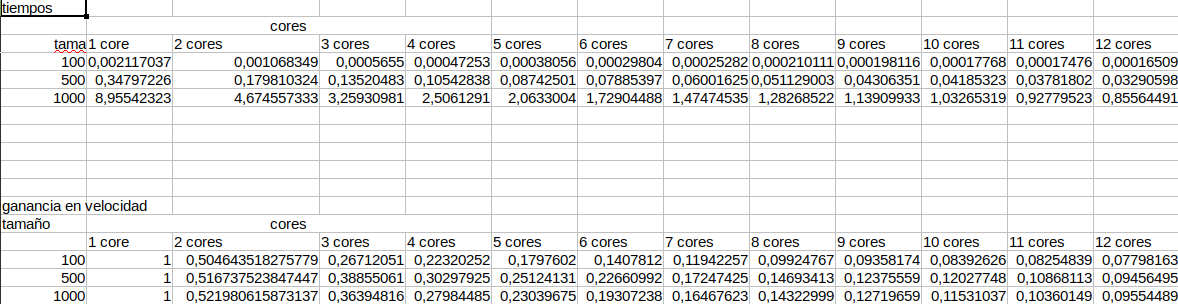 tiempos
cores
tama 1 core 2 cores 3 cores 4 cores 5 cores 6 cores 7 cores 8 cores 9 cores 10 cores 11 cores 12 cores
100 0,002117037 0,001068349 0,0005655 0,00047253 0,00038056 0,00029804 0,00025282 0,000210111 0,000198116 0,00017768 0,00017476 0,00016509
500 0,34797226 0,179810324 0,13520483 0,10542838 0,08742501 0,07885397 0,06001625 0,051129003 0,04306351 0,04185323 0,03781802 0,03290598
1000 8,95542323 4,674557333 3,25930981 2,5061291 2,0633004 1,72904488 1,47474535 1,28268522 1,13909933 1,03265319 0,92779523 0,85564491
ganancia en velocidad
tamaño cores
1 core 2 cores 3 cores 4 cores 5 cores 6 cores 7 cores 8 cores 9 cores 10 cores 11 cores 12 cores
100 1 0,504643518275779 0,26712051 0,22320252 0,1797602 0,1407812 0,11942257 0,09924767 0,09358174 0,08392626 0,08254839 0,07798163
500 1 0,516737523847447 0,38855061 0,30297925 0,25124131 0,22660992 0,17247425 0,14693413 0,12375559 0,12027748 0,10868113 0,09456495
1000 1 0,521980615873137 0,36394816 0,27984485 0,23039675 0,19307238 0,16467623 0,14322999 0,12719659 0,11531037 0,10360149 0,09554489